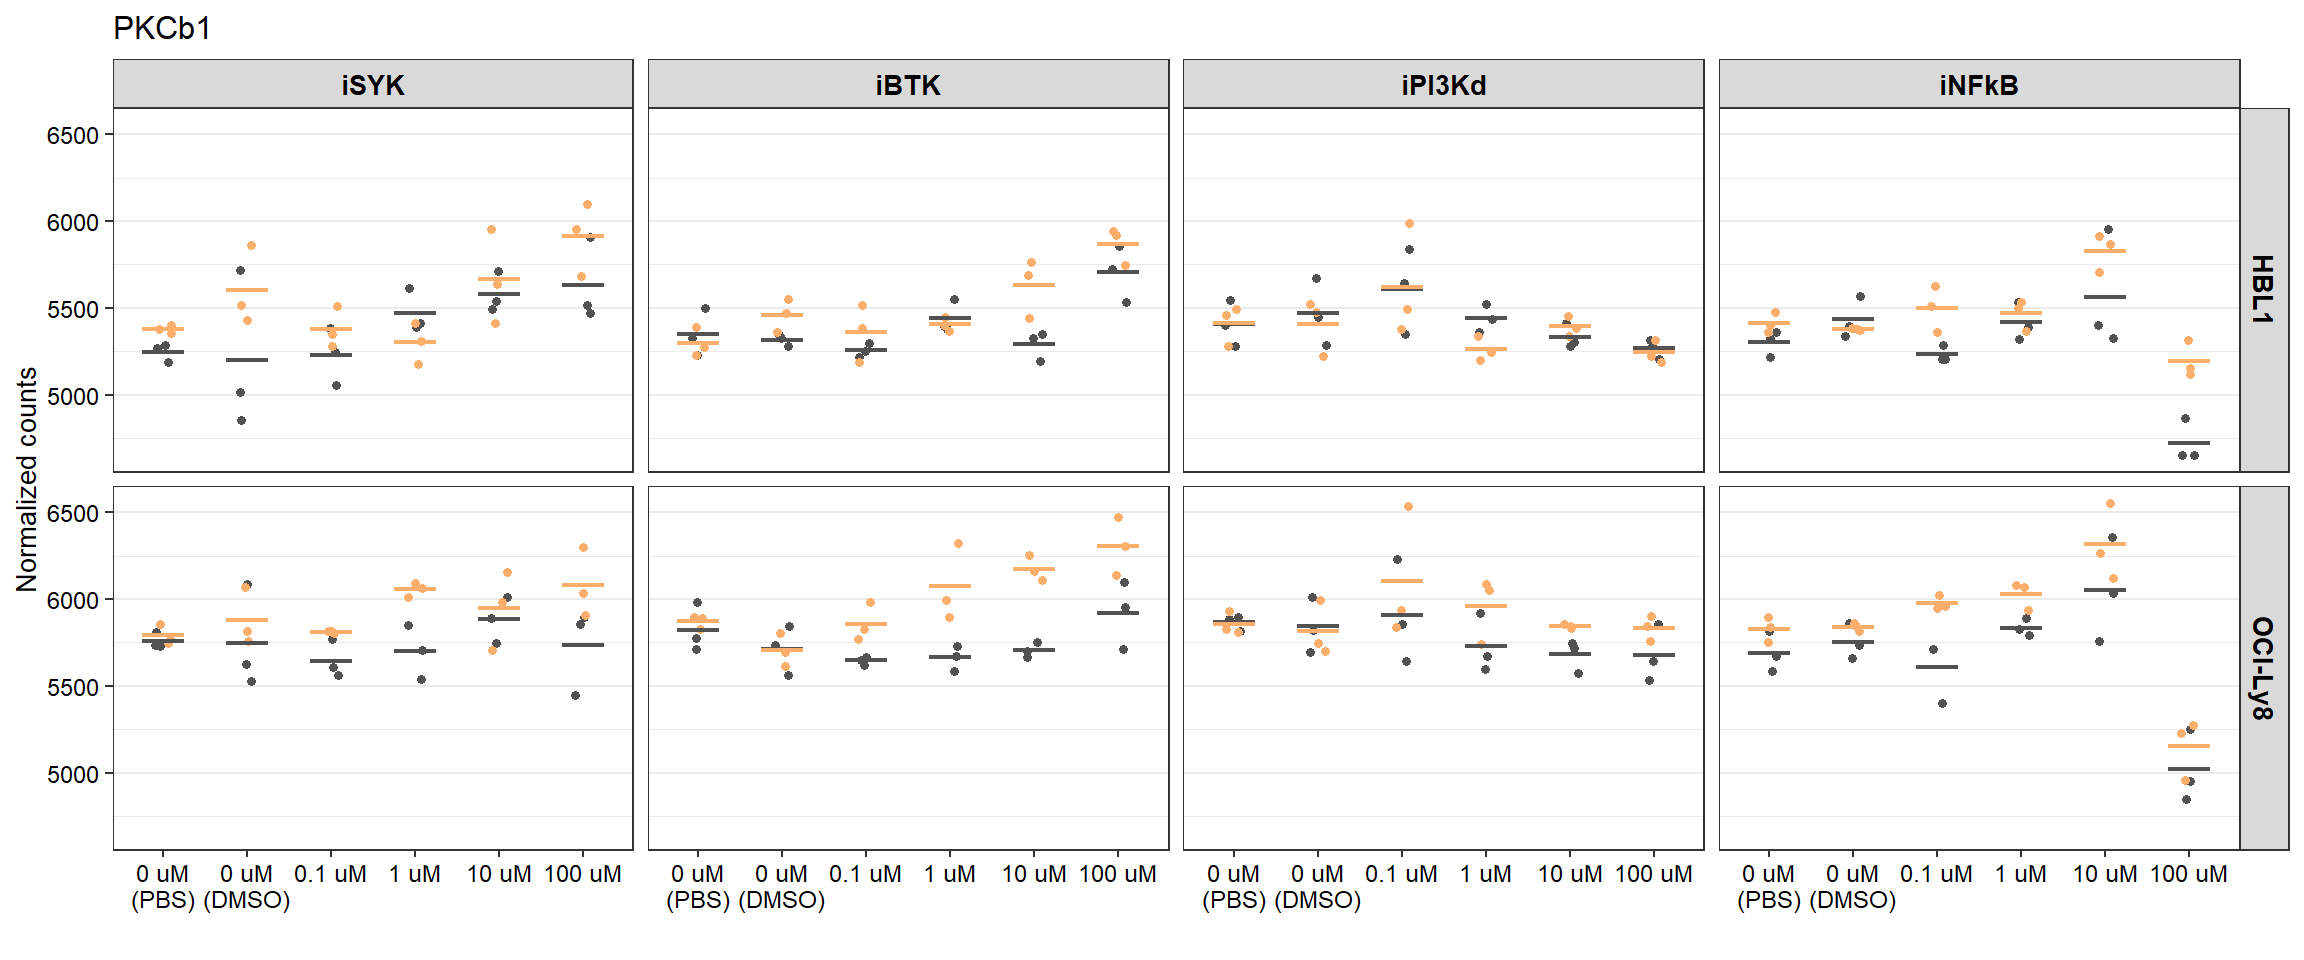 PKCb1
iSYK iBTK iPI3Kd iNFkB
Normalized counts
6500
6000
5500
5000
HBL1
6500
6000
5500
5000
OCI-Ly8
0 uM 0 uM 0.1 uM 1 uM 10 uM 100 uM 0 uM 0 uM 0.1 uM 1 uM 10 uM 100 uM 0 uM 0 uM 0.1 uM 1 uM 10 uM 100 uM 0 uM 0 uM 0.1 uM 1 uM 10 uM 100 uM
(PBS) (DMSO) (PBS) (DMSO) (PBS) (DMSO) (PBS) (DMSO)